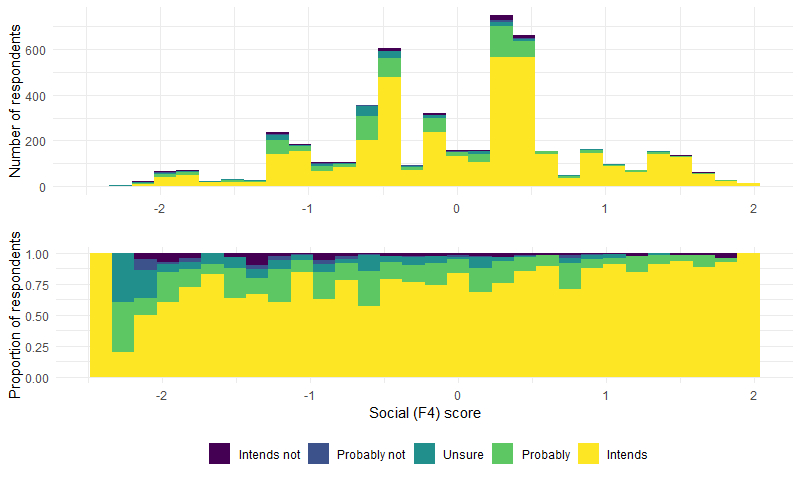 Number of respondents
600
400
200
0
-2 -1 0 1 2
Proportion of respondents
1.00
0.75
0.50
0.25
0.00
-2 -1 0 1 2
Social (F4) score
Intends not Probably not Unsure Probably Intends